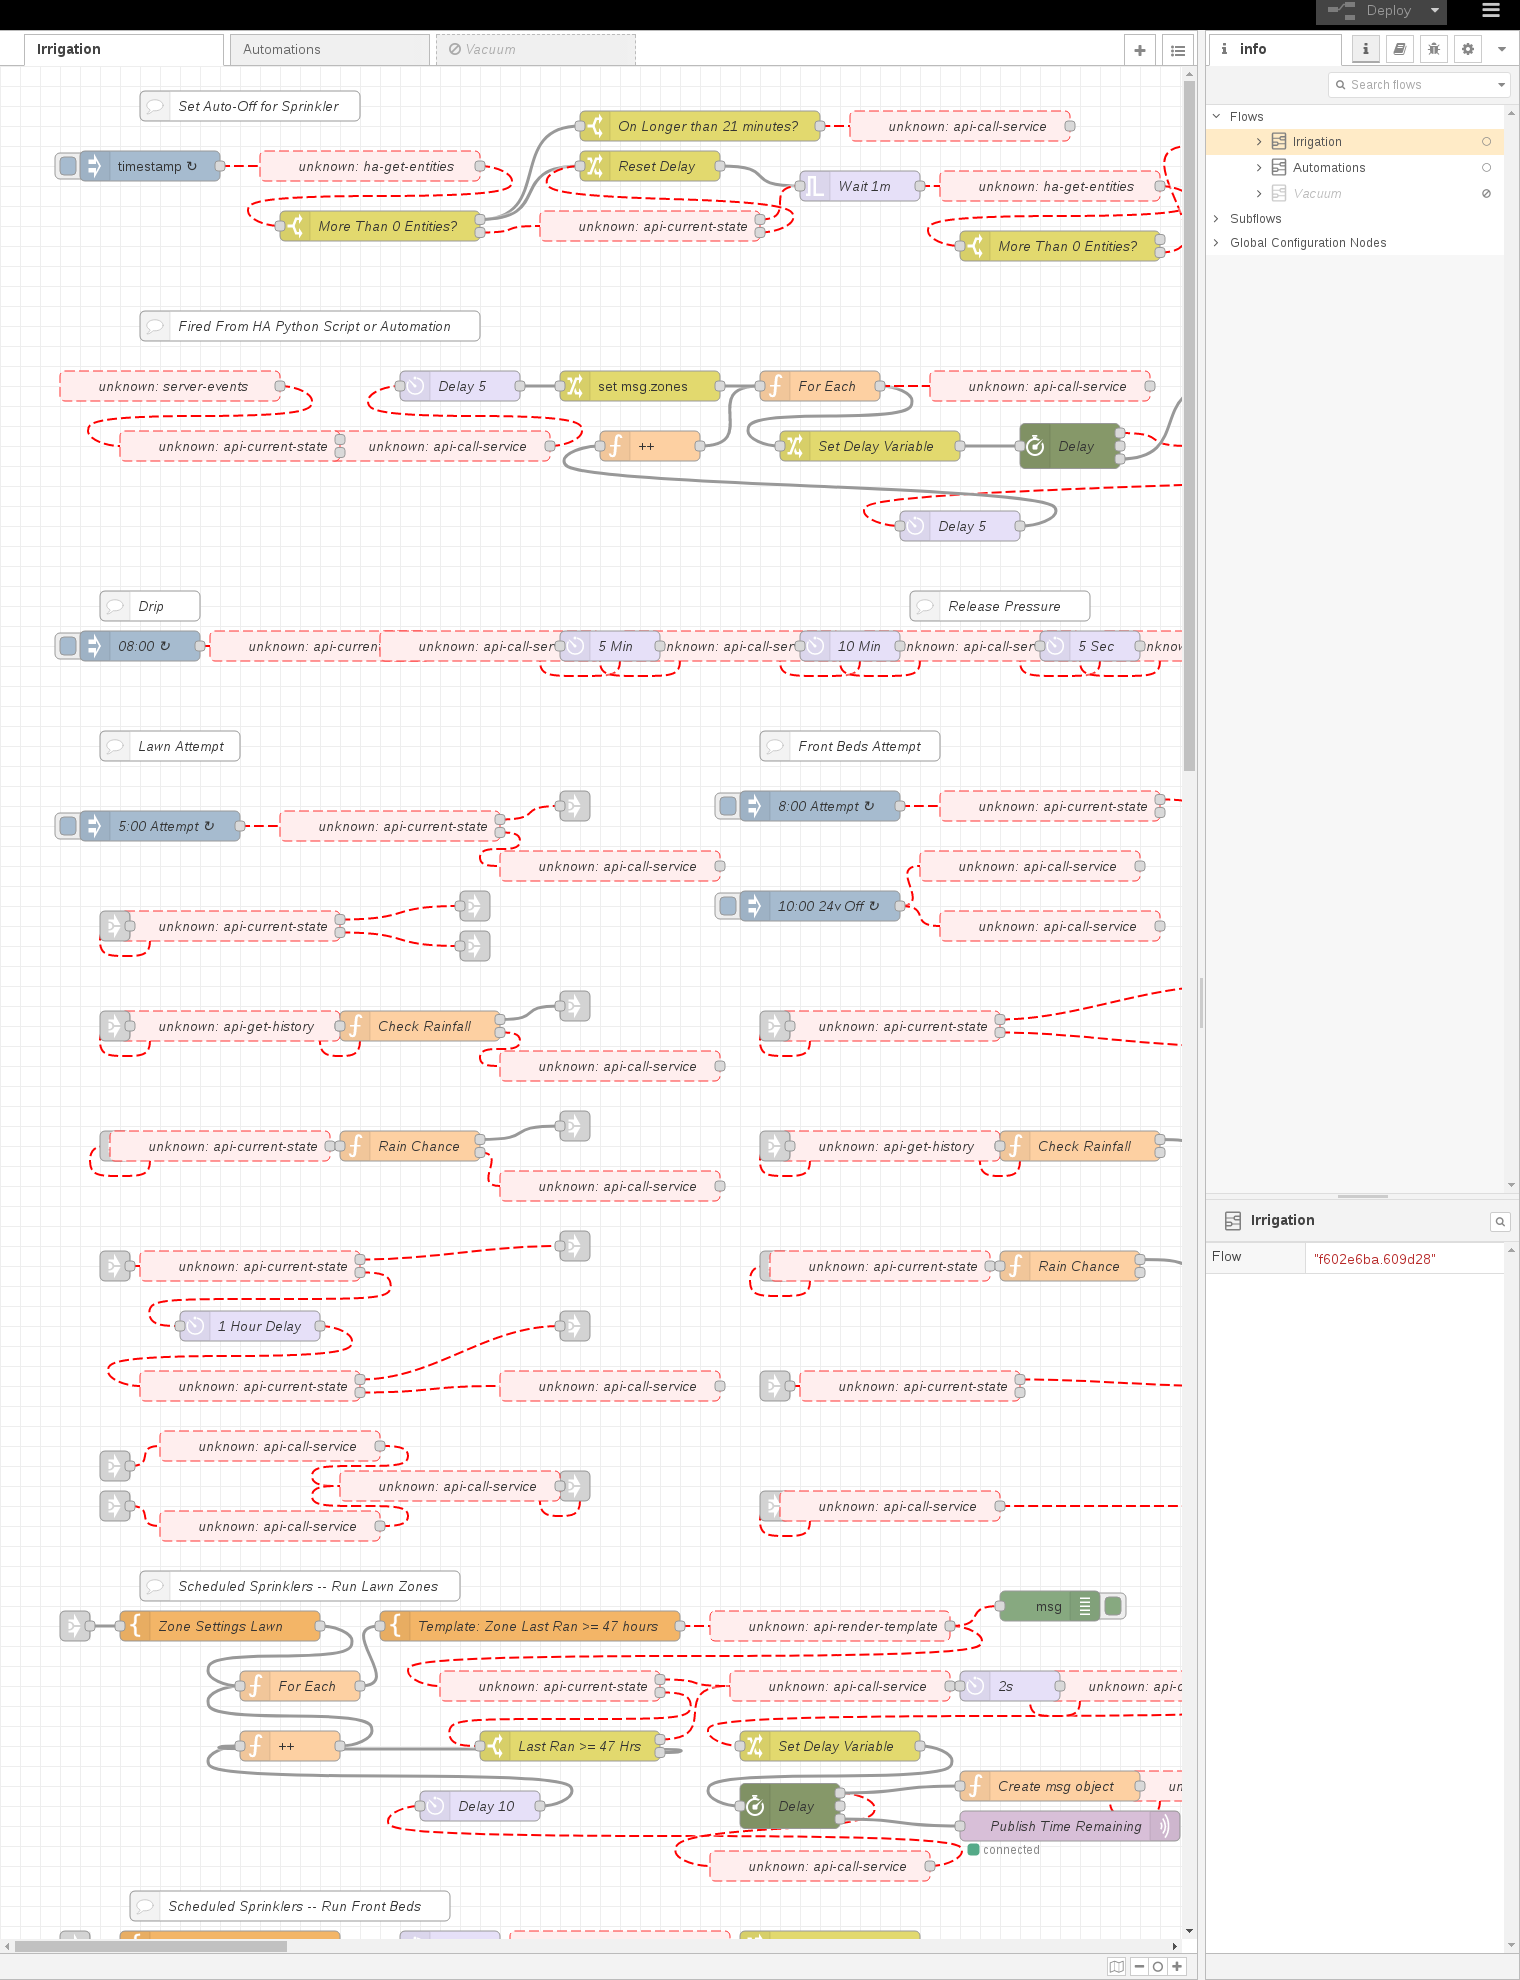 Deploy
Irrigation
Automations
Vacuum
info
Search flows
Flows
Irrigation
Automations
Vacuum
Subflows
Global Configuration Nodes
Set Auto-Off for Sprinkler
On Longer than 21 minutes?
unknown: api-call-service
timestamp ↻
unknown: ha-get-entities
Reset Delay
Wait 1m
unknown: ha-get-entities
More Than 0 Entities?
unknown: api-current-state
More Than 0 Entities?
Fired From HA Python Script or Automation
unknown: server-events
Delay 5
set msg.zones
For Each
unknown: api-call-service
unknown: api-current-state
unknown: api-call-service
++
Set Delay Variable
Delay
Delay 5
Drip
Release Pressure
08:00 ↻
unknown: api-curren
unknown: api-call-ser
5 Min
nknown: api-call-ser
10 Min
nknown: api-call-ser
5 Sec
nknow
Lawn Attempt
Front Beds Attempt
5:00 Attempt ↻
unknown: api-current-state
8:00 Attempt ↻
unknown: api-current-state
unknown: api-call-service
unknown: api-call-service
10:00 24v Off ↻
unknown: api-current-state
unknown: api-call-service
unknown: api-get-history
Check Rainfall
unknown: api-current-state
unknown: api-call-service
unknown: api-current-state
Rain Chance
unknown: api-get-history
Check Rainfall
unknown: api-call-service
unknown: api-current-state
unknown: api-current-state
Rain Chance
1 Hour Delay
unknown: api-current-state
unknown: api-call-service
unknown: api-current-state
unknown: api-call-service
unknown: api-call-service
unknown: api-call-service
unknown: api-call-service
Scheduled Sprinklers -- Run Lawn Zones
msg
Zone Settings Lawn
Template: Zone Last Ran >= 47 hours
unknown: api-render-template
For Each
unknown: api-current-state
unknown: api-call-service
2s
unknown: api-c
++
Last Ran >= 47 Hrs
Set Delay Variable
Delay 10
Delay
Create msg object
un
Publish Time Remaining
connected
unknown: api-call-service
Scheduled Sprinklers -- Run Front Beds
Irrigation
Flow
"f602e6ba.609d28"